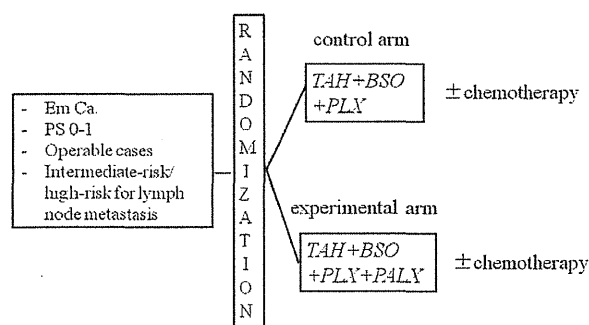 - Em Ca.
- PS 0-1
- Operable cases
- Intermediate-risk/
high-risk for lymph
node metastasis
RANDOMIZATION
control arm
TAH+BSO
+PLX
±chemotherapy
experimental arm
TAH+BSO
+PLX+PALX
±chemotherapy